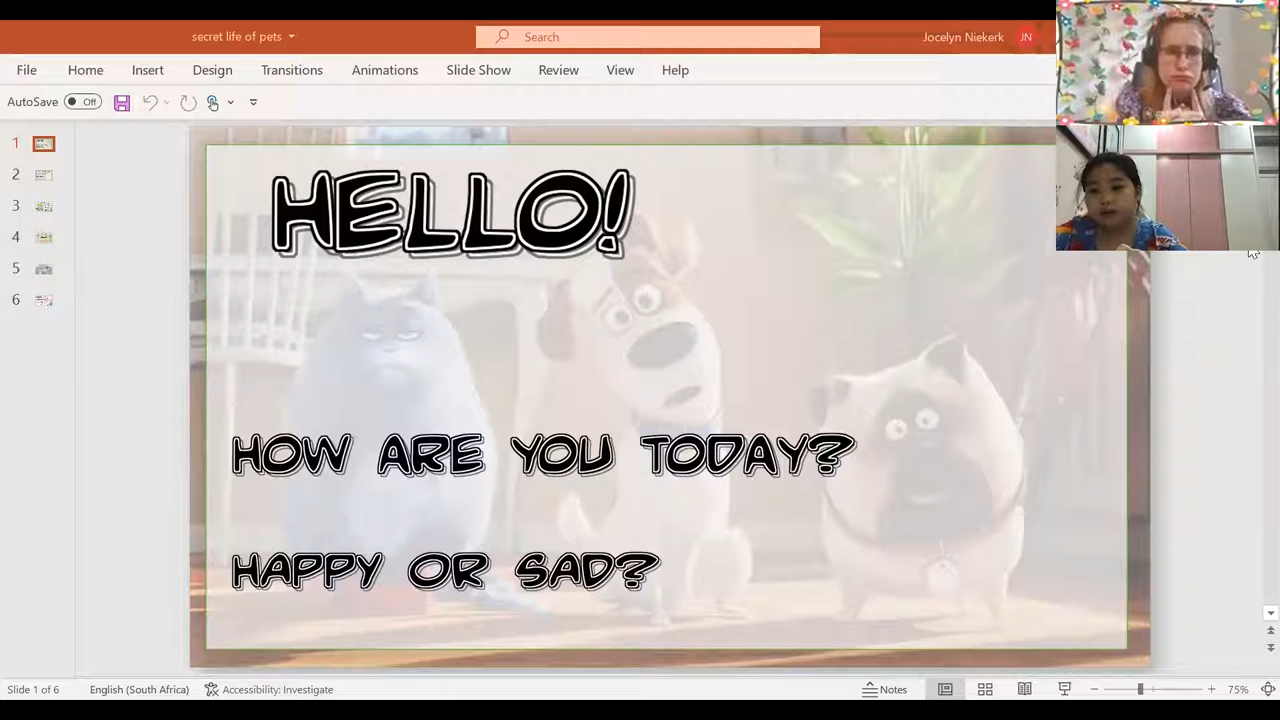 secret life of pets
Search
Jocelyn Niekerk JN
File Home Insert Design Transitions Animations Slide Show Review View Help
AutoSave Off
1
2
3
4
5
6
HELLO!
HOW ARE YOU TODAY?
HAPPY OR SAD?
Slide 1 of 6 English (South Africa) Accessibility: Investigate Notes 75%